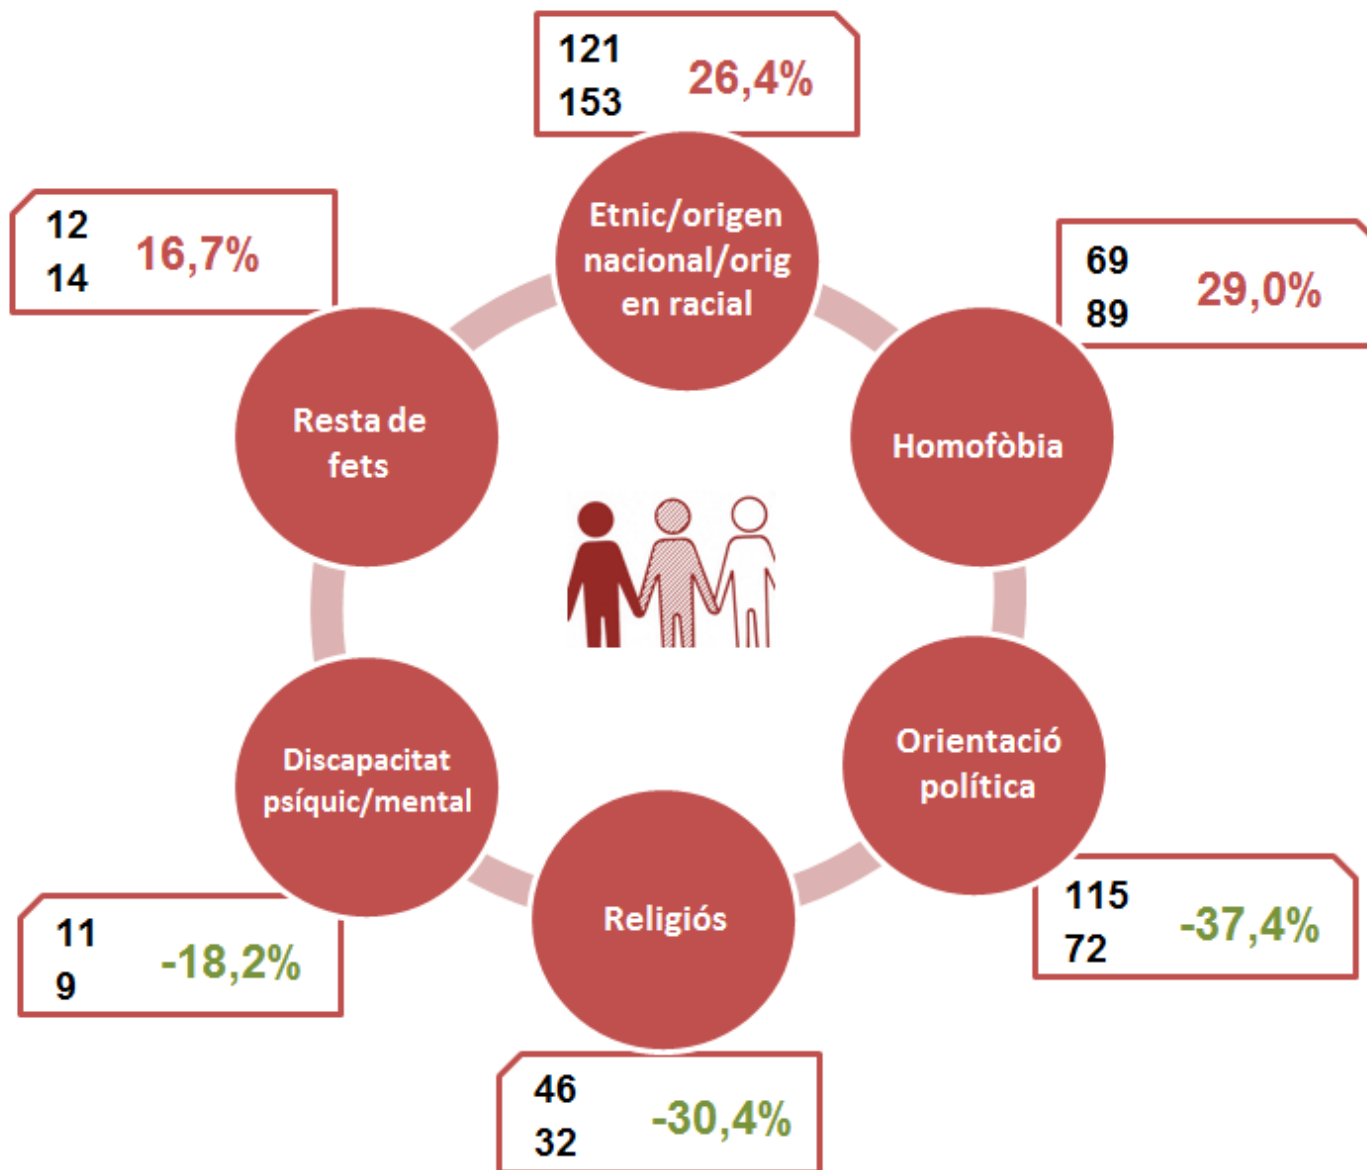 121
153
26,4%
Etnic/origen
nacional/orig
en racial
69
89
29,0%
Homofòbia
Orientació
política
115
72
-37,4%
Religiós
46
32
-30,4%
Discapacitat
psíquic/mental
11
9
-18,2%
Resta de
fets
12
14
16,7%